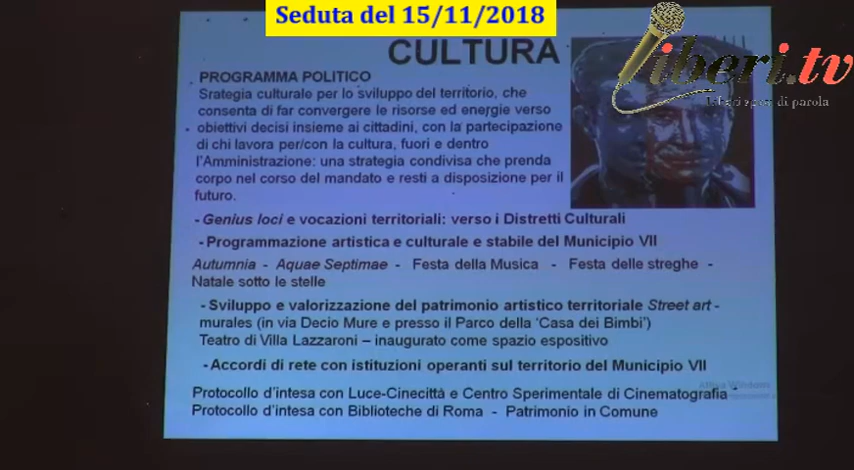 Seduta del 15/11/2018
CULTURA
liberi.tv
liberi spazi di parola
PROGRAMMA POLITICO
Srategia culturale per lo sviluppo del territorio, che
consenta di far convergere le risorse ed energie verso
obiettivi decisi insieme ai cittadini, con la partecipazione
di chi lavora per/con la cultura, fuori e dentro
l'Amministrazione: una strategia condivisa che prenda
corpo nel corso del mandato e resti a disposizione per il
futuro.
- Genius loci e vocazioni territoriali: verso i Distretti Culturali
- Programmazione artistica e culturale e stabile del Municipio VII
Autumnia - Aquae Septimae - Festa della Musica - Festa delle streghe -
Natale sotto le stelle
- Sviluppo e valorizzazione del patrimonio artistico territoriale Street art -
murales (in via Decio Mure e presso il Parco della 'Casa dei Bimbi')
Teatro di Villa Lazzaroni – inaugurato come spazio espositivo
- Accordi di rete con istituzioni operanti sul territorio del Municipio VII
Attiva Windows
Protocollo d'intesa con Luce-Cinecittà e Centro Sperimentale di Cinematografia -
Protocollo d'intesa con Biblioteche di Roma - Patrimonio in Comune